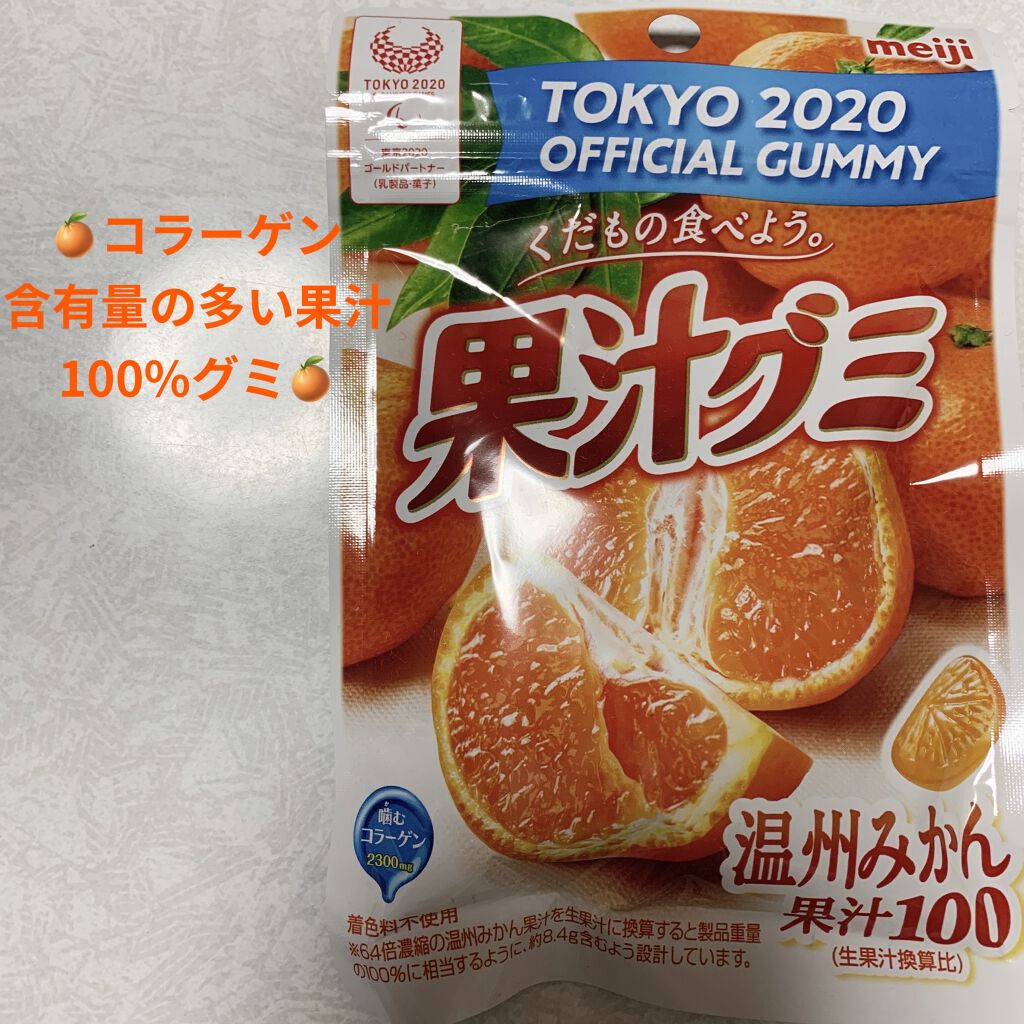 meiji
TOKYO 2020
TOKYO 2020
OFFICIAL GUMMY
東京2020
ゴールドパートナー
(乳製品・菓子)
くだもの食べよう。
🍊コラーゲン
含有量の多い果汁
100%グミ🍊
果汁グミ
噛む
か
コラーゲン
2300mg
温州みかん
果汁100
(生果汁換算比)
着色料不使用
※6.4倍濃縮の温州みかん果汁を生果汁に換算すると製品重量
の100%に相当するように、約8.4g含むよう設計しています。